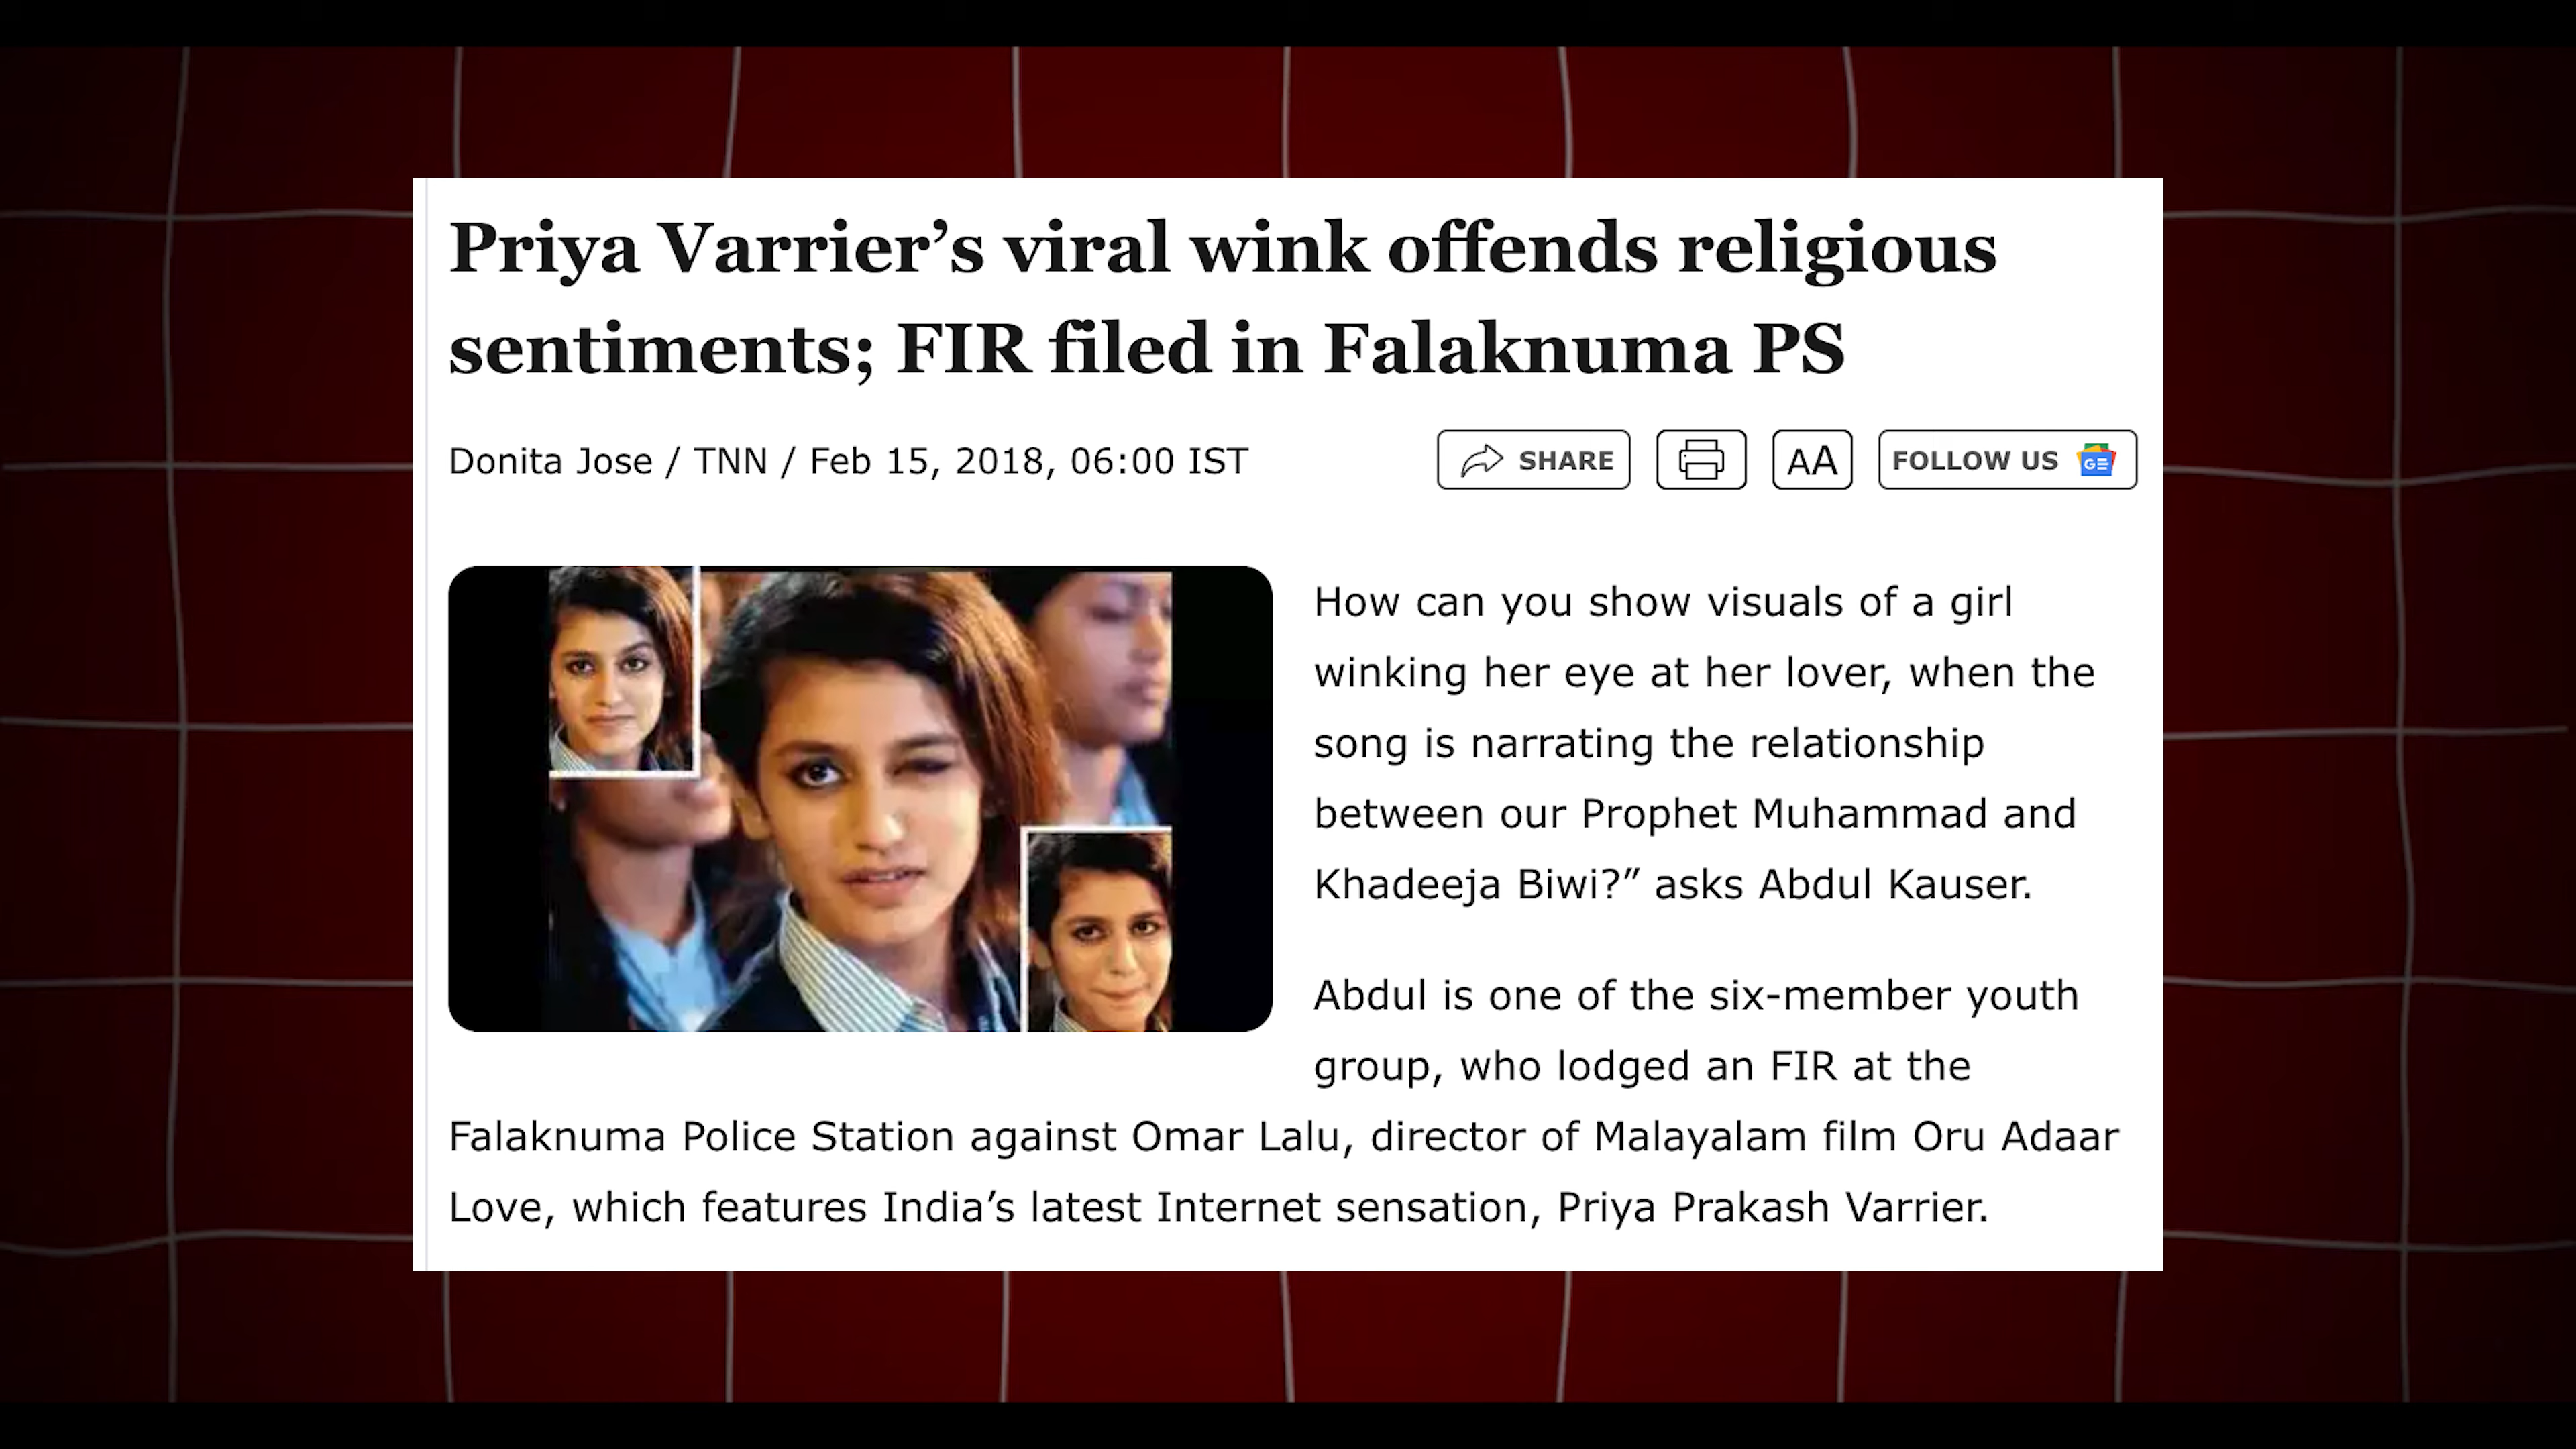 Priya Varrier’s viral wink offends religious
sentiments; FIR filed in Falaknuma PS
Donita Jose / TNN / Feb 15, 2018, 06:00 IST
SHARE
AA
FOLLOW US
GE
How can you show visuals of a girl
winking her eye at her lover, when the
song is narrating the relationship
between our Prophet Muhammad and
Khadeeja Biwi?” asks Abdul Kauser.
Abdul is one of the six-member youth
group, who lodged an FIR at the
Falaknuma Police Station against Omar Lalu, director of Malayalam film Oru Adaar
Love, which features India’s latest Internet sensation, Priya Prakash Varrier.